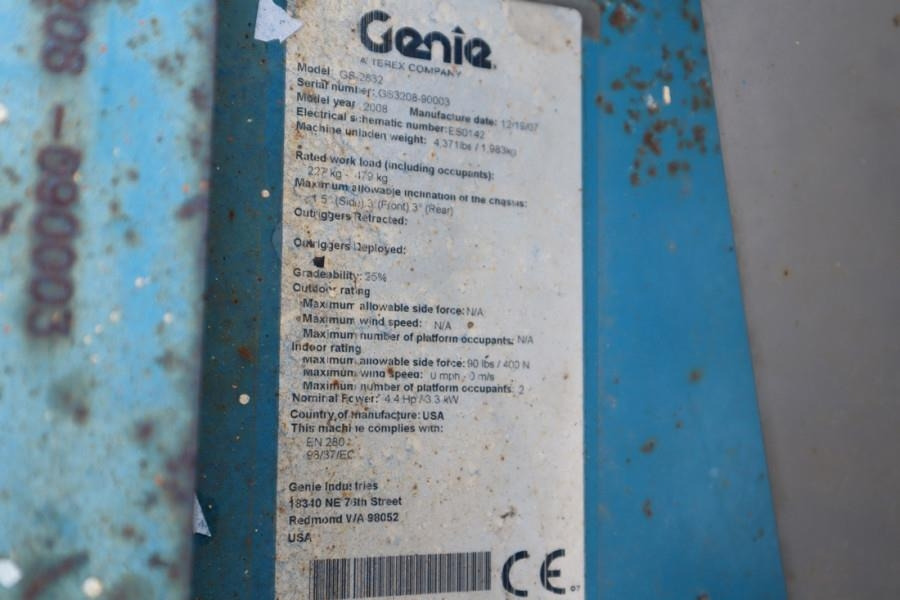 08 - 90003
Genie
A TEREX COMPANY
Model: GS-2632
Serial number: GS3208-90003
Model year: 2008 Manufacture date: 12/19/07
Electrical schematic number: ES0142
Machine unladen weight: 4,371lbs / 1,983kg
Rated work load (including occupants):
227 kg - 479 kg
Maximum allowable inclination of the chassis:
1.5° (Side) 3° (Front) 3° (Rear)
Outriggers Retracted:
Outriggers Deployed:
Gradeability: 25%
Outdoor rating
Maximum allowable side force: N/A
Maximum wind speed: N/A
Maximum number of platform occupants: N/A
Indoor rating
Maximum allowable side force: 90 lbs / 400 N
Maximum wind speed: 0 mph / 0 m/s
Maximum number of platform occupants: 2
Nominal Power: 4.4 Hp / 3.3 kW
Country of manufacture: USA
This machine complies with:
EN 280
98/37/EC
Genie Industries
18340 NE 76th Street
Redmond WA 98052
USA
CE 07